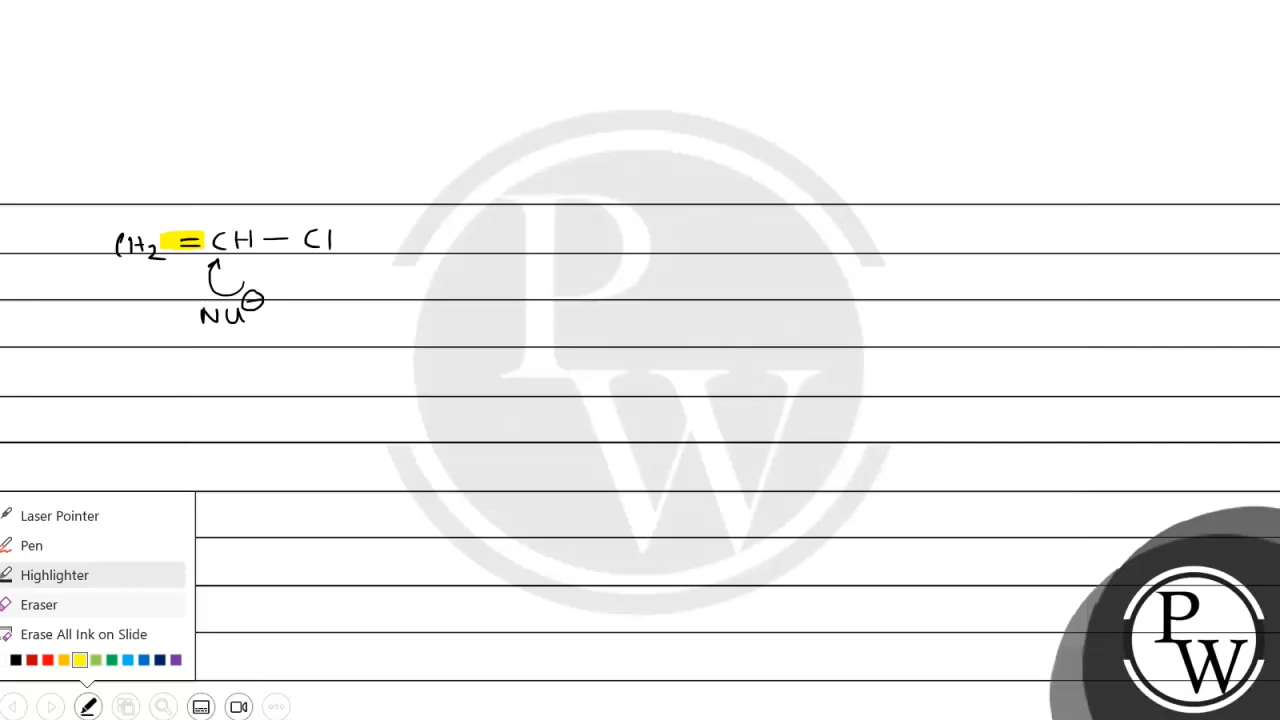 CH2 = CH — Cl
Nu⊖
P
W
Laser Pointer
Pen
Highlighter
Eraser
Erase All Ink on Slide
P
W